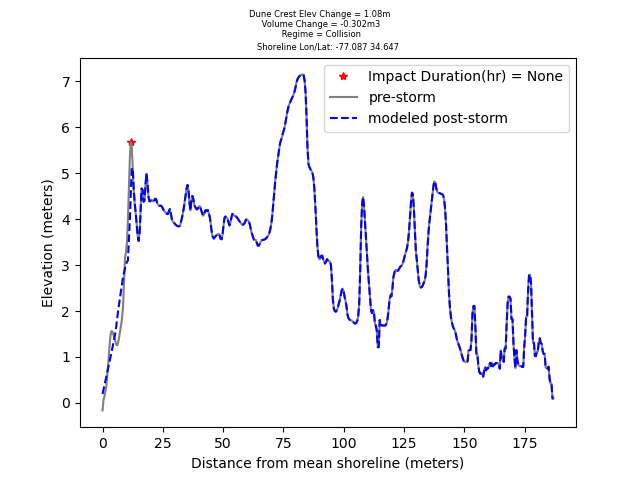 Dune Crest Elev Change = 1.08m
Volume Change = -0.302m3
Regime = Collision
Shoreline Lon/Lat: -77.087 34.647
Impact Duration(hr) = None
pre-storm
modeled post-storm
Elevation (meters)
7
6
5
4
3
2
1
0
0 25 50 75 100 125 150 175
Distance from mean shoreline (meters)